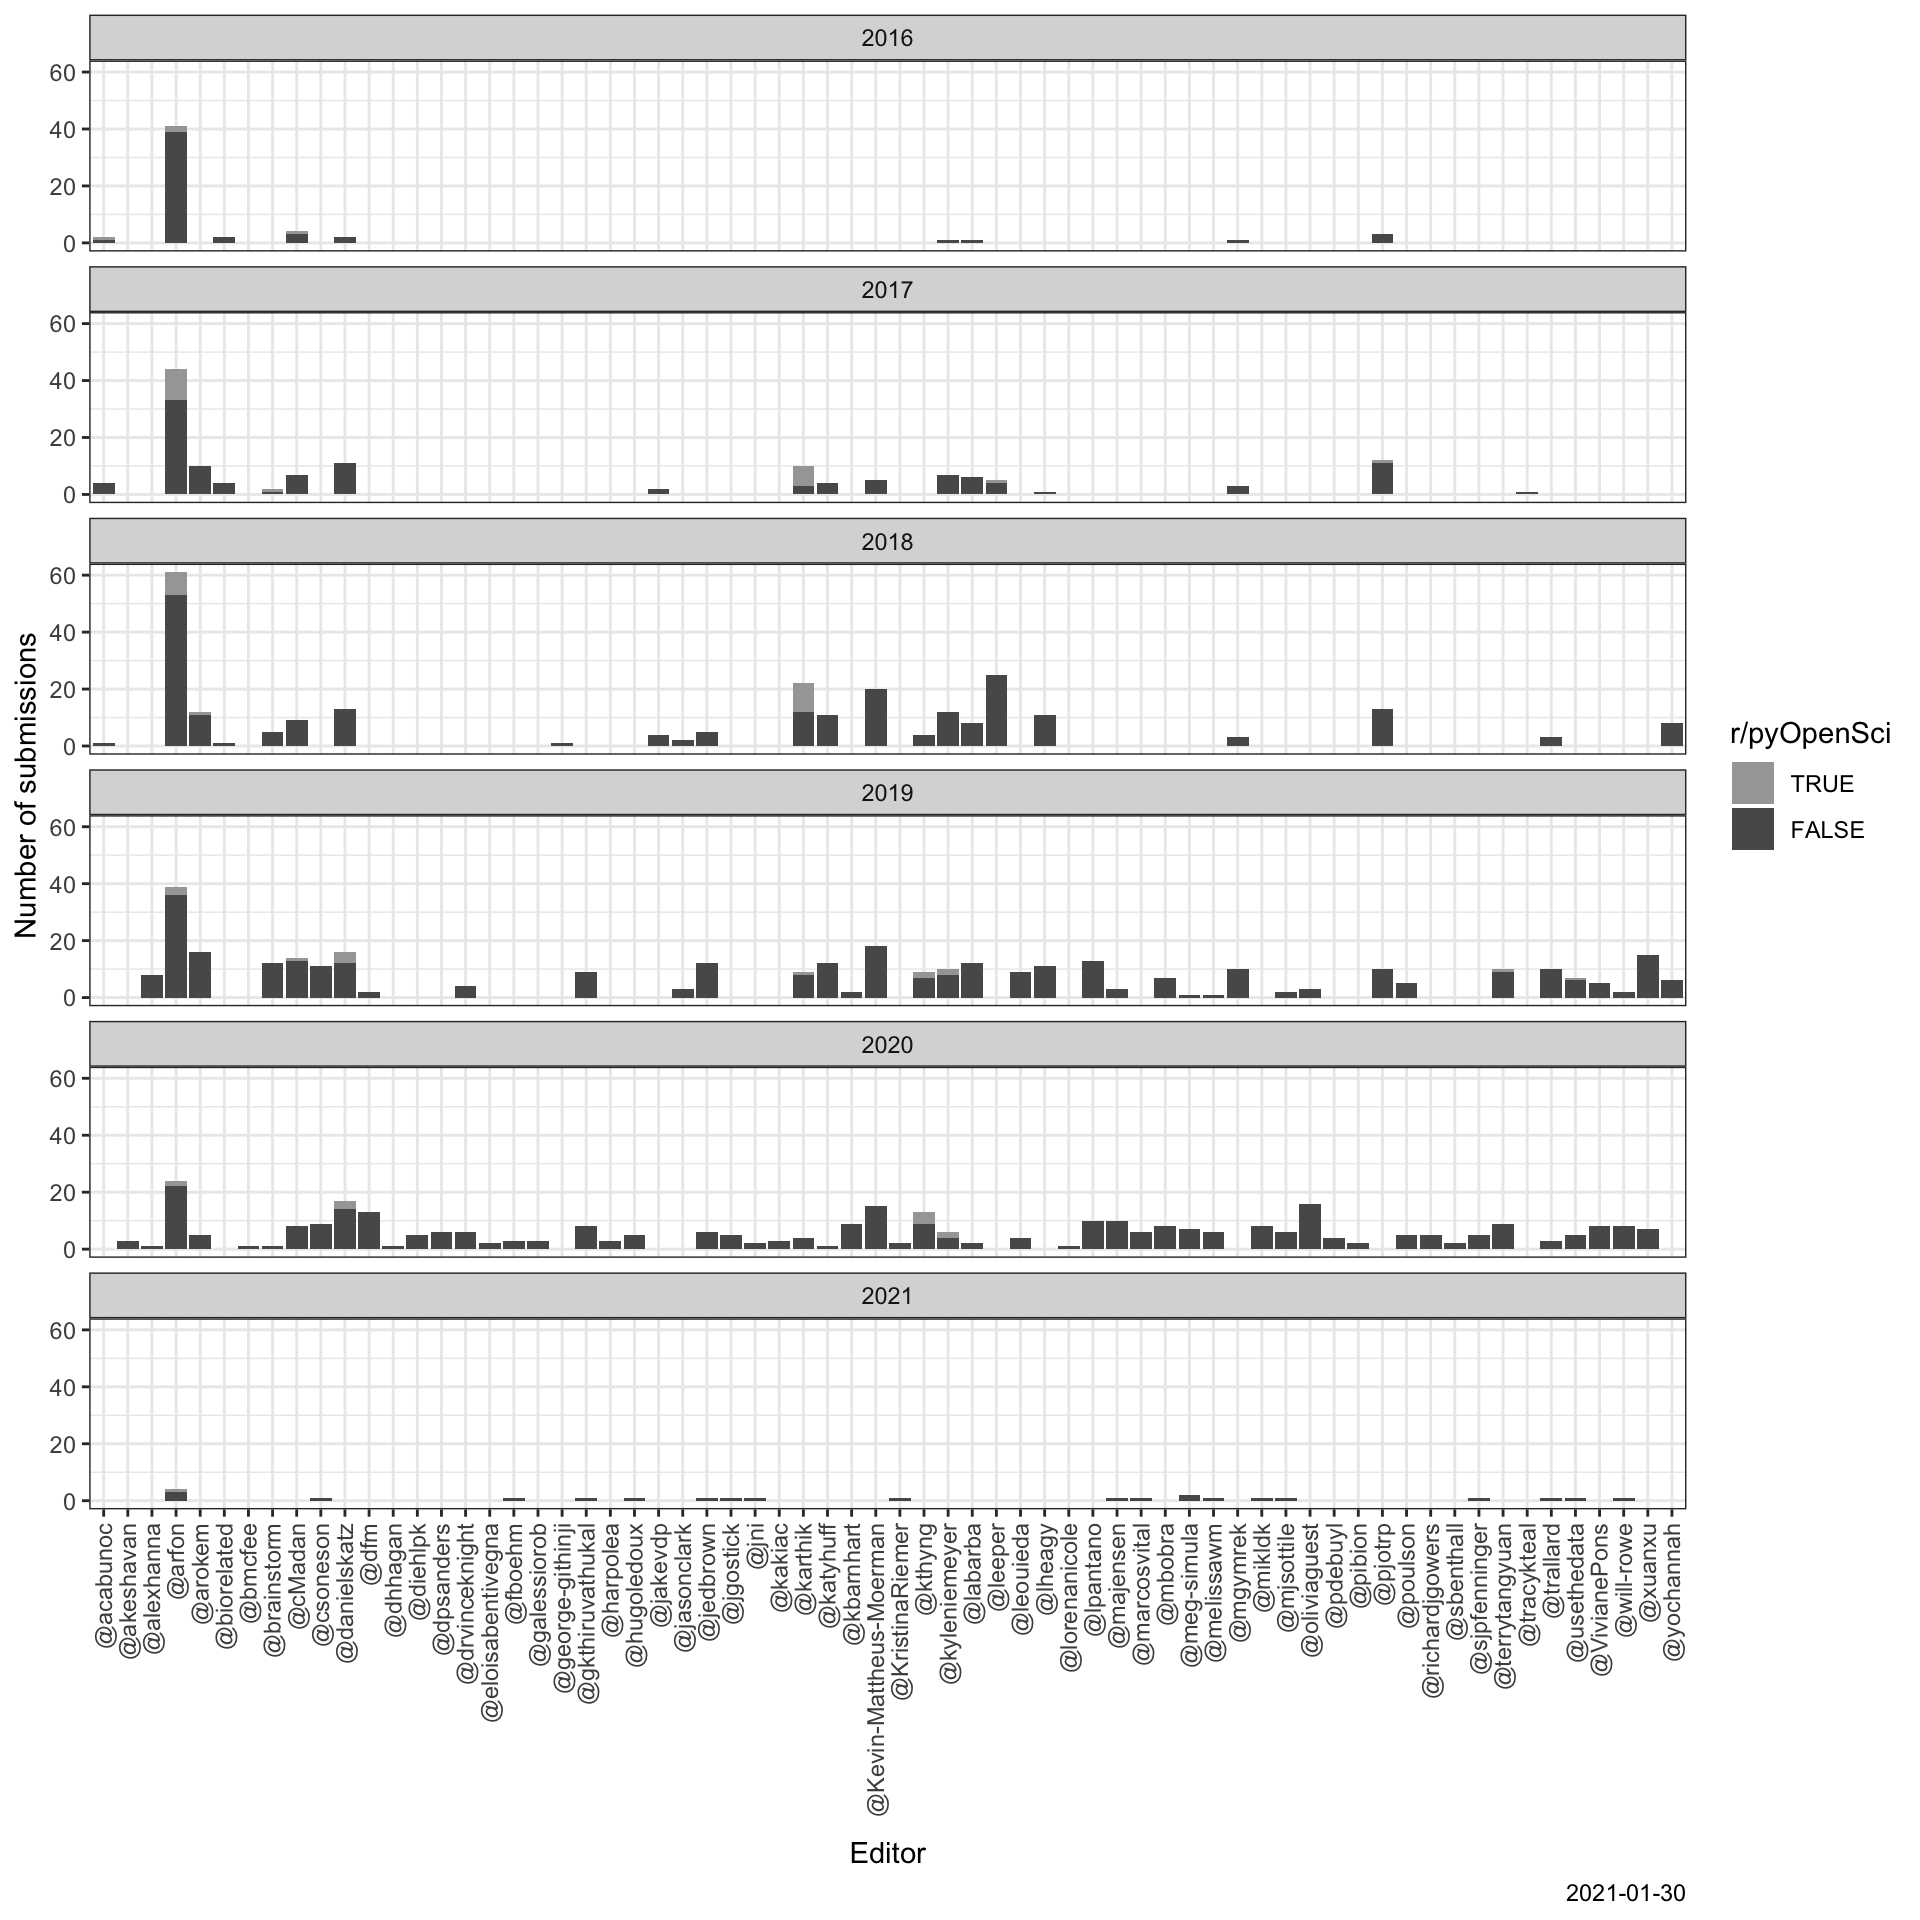 2016
60
40
20
0
2017
60
40
20
0
2018
60
40
20
0
2019
60
40
20
0
2020
60
40
20
0
2021
60
40
20
0
Number of submissions
@acabunoc
@akeshavan
@alexhanna
@arfon
@arokem
@biorelated
@bmcfee
@brainstorm
@cMadan
@csoneson
@danielskatz
@dfm
@dhhagan
@diehlpk
@dpsanders
@drvinceknight
@eloisabentivegna
@fboehm
@galessiorob
@george-githinji
@gkthiruvathukal
@harpolea
@hugoledoux
@jakevdp
@jasonclark
@jedbrown
@jgostick
@jni
@kakiac
@karthik
@katyhuff
@kbarnhart
@Kevin-Mattheus-Moerman
@KristinaRiemer
@kthyng
@kyleniemeyer
@labarba
@leeper
@leouieda
@lheagy
@lorenanicole
@lpantano
@majensen
@marcosvital
@mbobra
@meg-simula
@melissawm
@mgymrek
@mikldk
@mjsottile
@oliviaguest
@pdebuyl
@pibion
@pjotrp
@poulson
@richardjgowers
@sbenthall
@sjpfenninger
@terrytangyuan
@tracykteal
@trallard
@usethedata
@VivianePons
@will-rowe
@xuanxu
@yochannah
Editor
r/pyOpenSci
TRUE
FALSE
2021-01-30